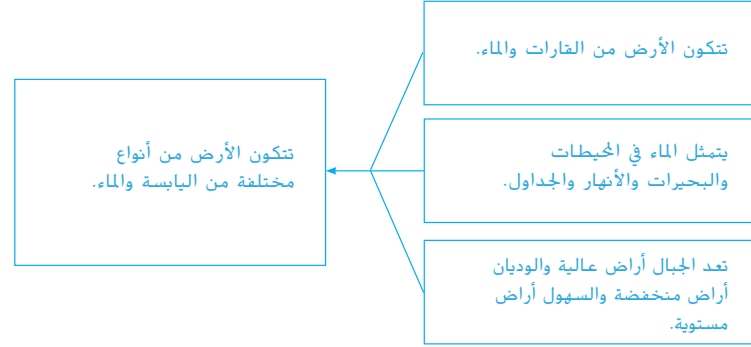 تتكون الأرض من القارات والماء.
يتمثل الماء في المحيطات
والبحيرات والأنهار والجداول.
تعد الجبال أراض عالية والوديان
أراض منخفضة والسهول أراض
مستوية.
تتكون الأرض من أنواع
مختلفة من اليابسة والماء.